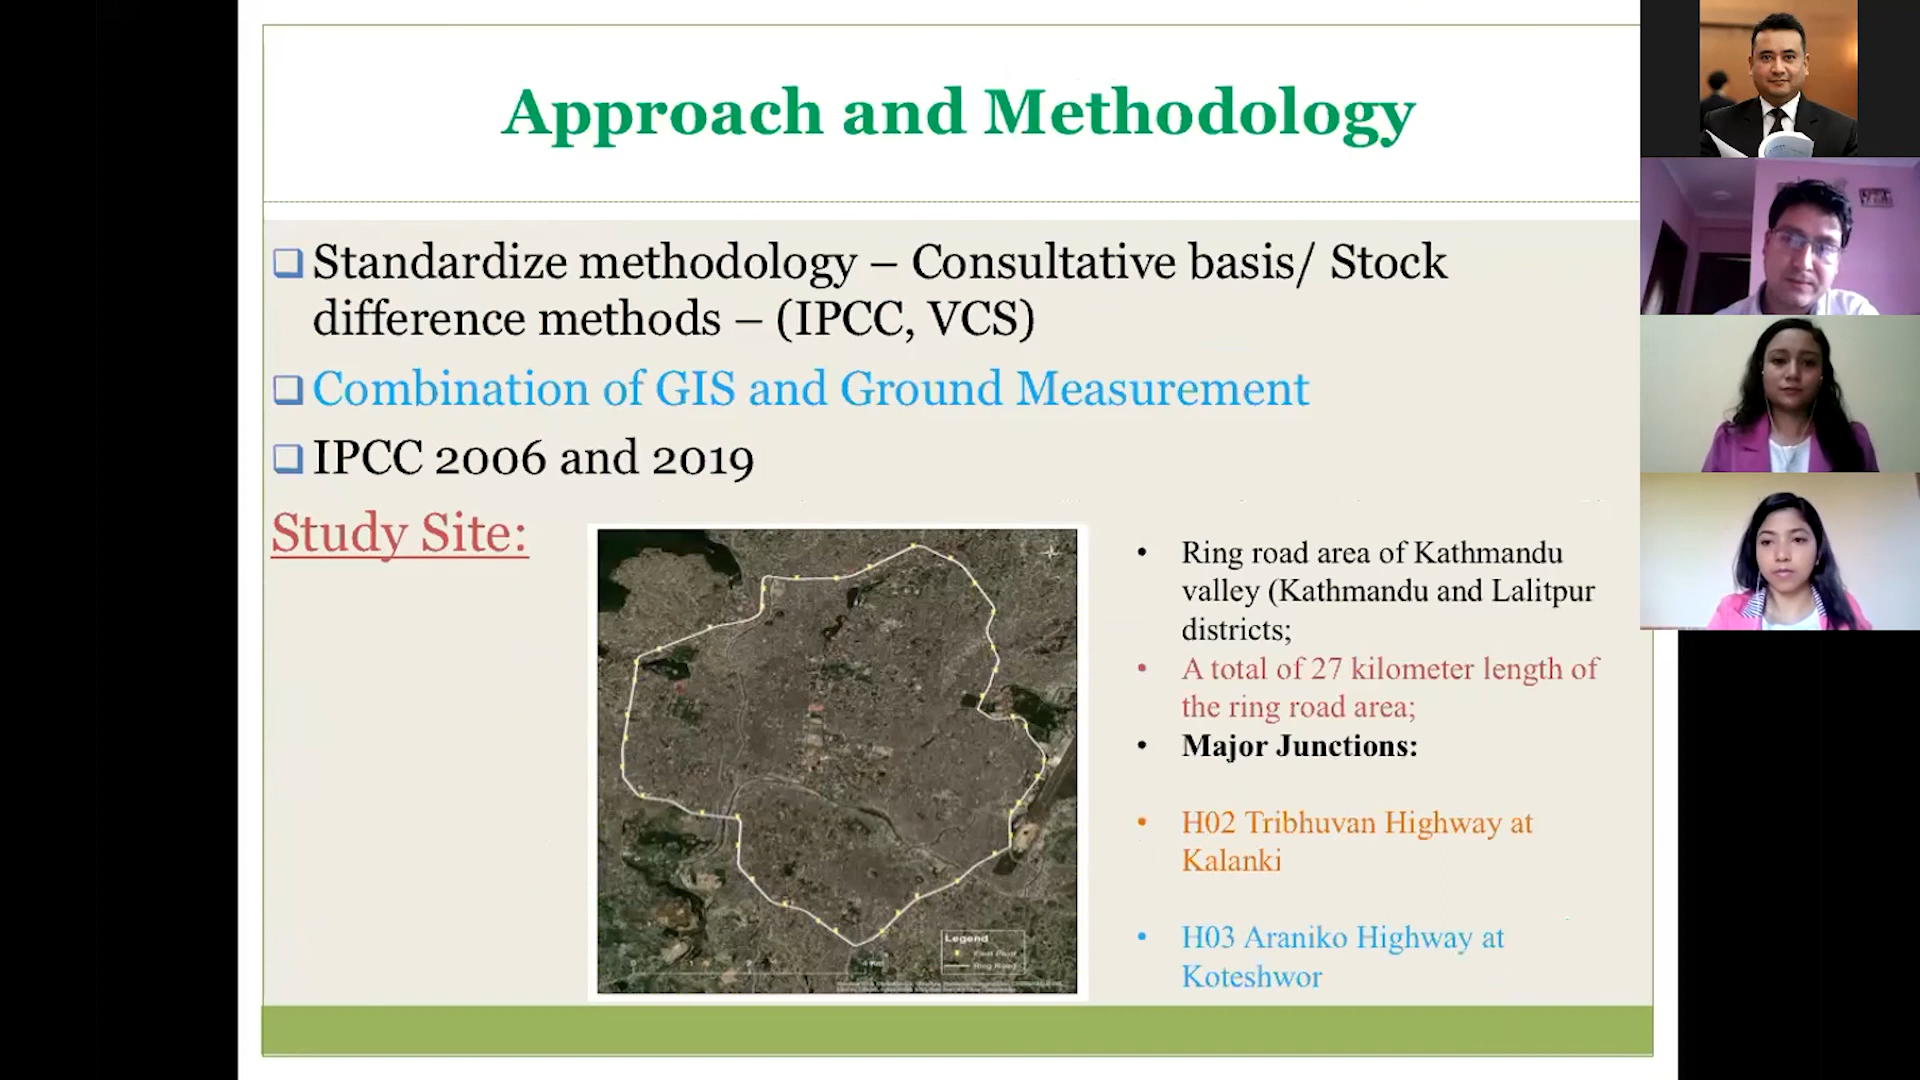 Approach and Methodology
❑ Standardize methodology – Consultative basis/ Stock
difference methods – (IPCC, VCS)
❑ Combination of GIS and Ground Measurement
❑ IPCC 2006 and 2019
Study Site:
• Ring road area of Kathmandu
valley (Kathmandu and Lalitpur
districts;
• A total of 27 kilometer length of
the ring road area;
• Major Junctions:
• H02 Tribhuvan Highway at
Kalanki
• H03 Araniko Highway at
Koteshwor
Legend
Ring Road